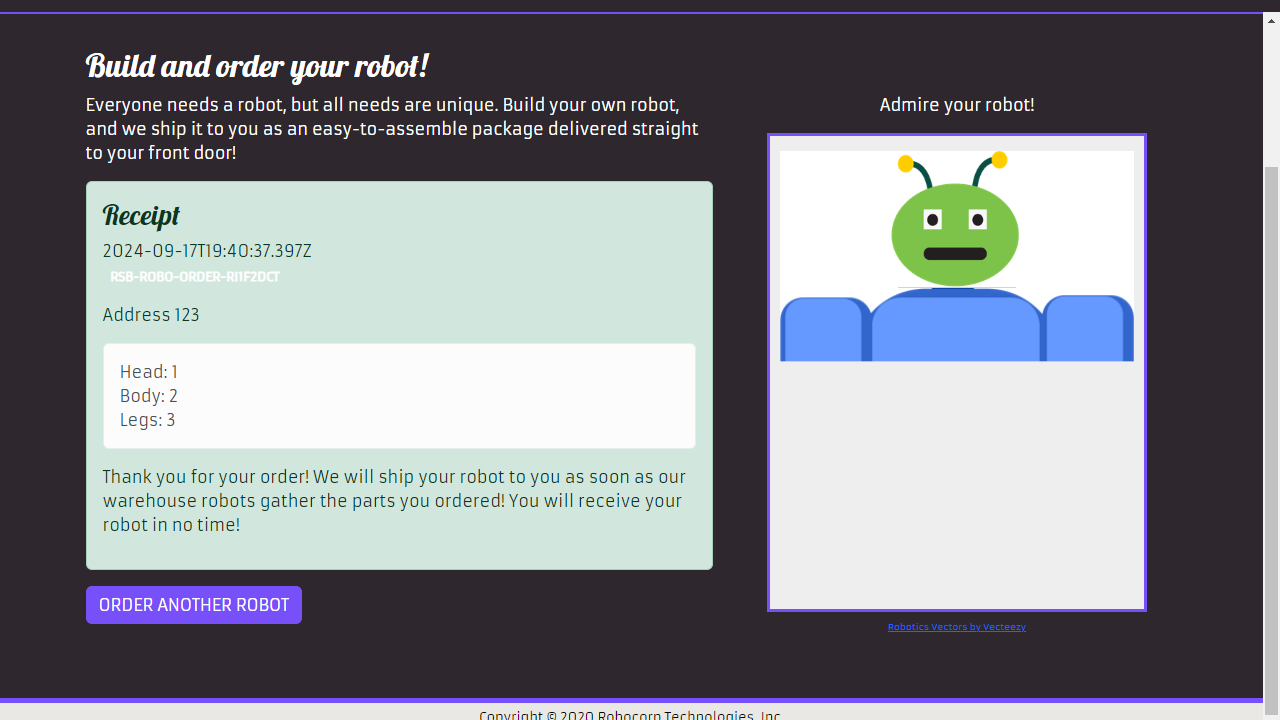 Build and order your robot!
Everyone needs a robot, but all needs are unique. Build your own robot,
and we ship it to you as an easy-to-assemble package delivered straight
to your front door!
Admire your robot!
Receipt
2024-09-17T19:40:37.397Z
RSB-ROBO-ORDER-RI1F2DCT
Address 123
Head: 1
Body: 2
Legs: 3
Thank you for your order! We will ship your robot to you as soon as our
warehouse robots gather the parts you ordered! You will receive your
robot in no time!
ORDER ANOTHER ROBOT
Robotics Vectors by Vecteezy
Copyright © 2020 Robocorp Technologies, Inc.